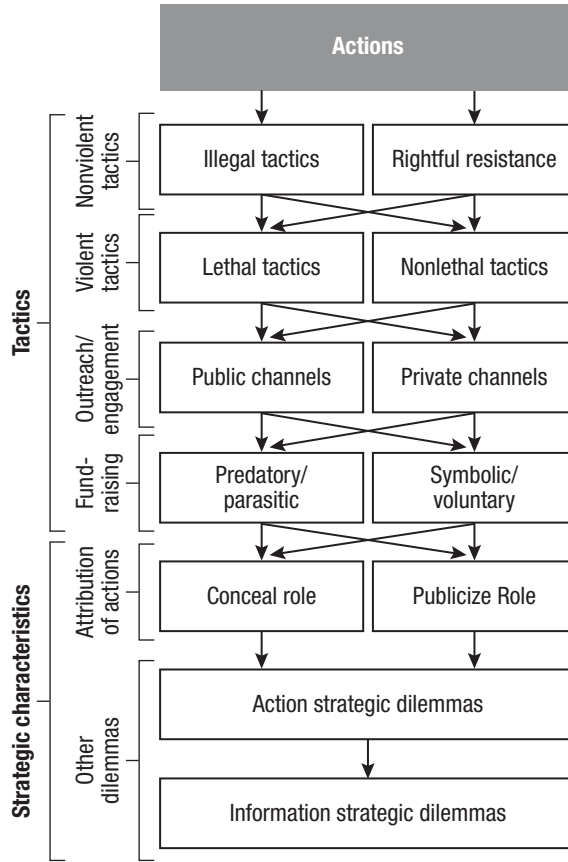 Actions
Tactics
Nonviolent
tactics
Illegal tactics
Rightful resistance
Violent
tactics
Lethal tactics
Nonlethal tactics
Outreach/
engagement
Public channels
Private channels
Fund-
raising
Predatory/
parasitic
Symbolic/
voluntary
Strategic characteristics
Attribution
of actions
Conceal role
Publicize Role
Other
dilemmas
Action strategic dilemmas
Information strategic dilemmas